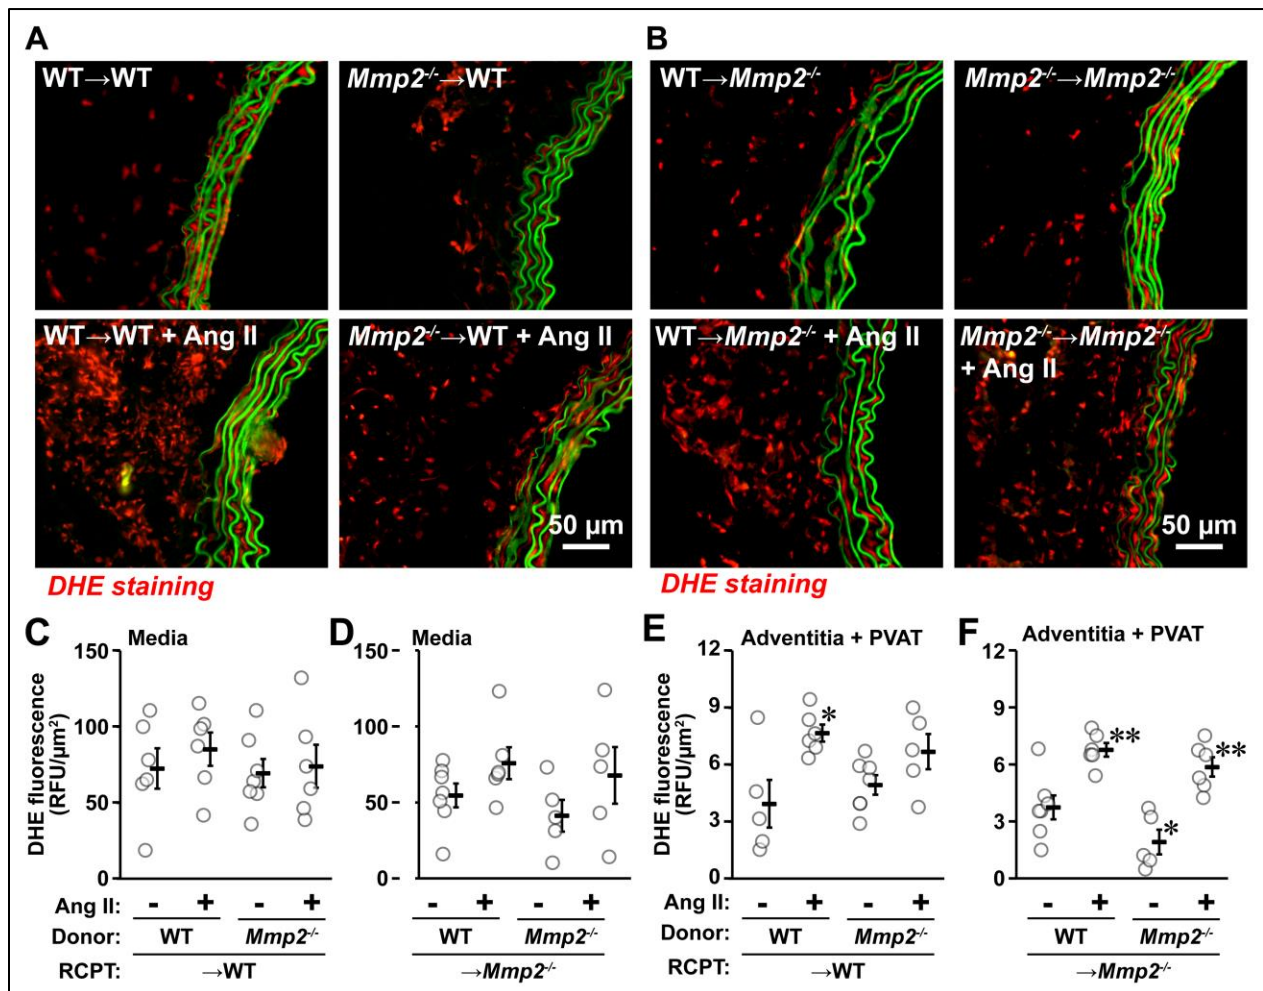 A
B
WT→WT
Mmp2-/-→WT
WT→Mmp2-/-
Mmp2-/-→Mmp2-/-
WT→WT + Ang II
Mmp2-/-→WT + Ang II
WT→Mmp2-/- + Ang II
Mmp2-/-→Mmp2-/-
+ Ang II
50 μm
50 μm
DHE staining
DHE staining
C
Media
DHE fluorescence
(RFU/μm²)
150
100
50
0
D
Media
150
100
50
0
E
Adventitia + PVAT
DHE fluorescence
(RFU/μm²)
12
9
6
3
0
*
F
Adventitia + PVAT
12
9
6
3
0
**
*
**
Ang II: - + - + - + - +
Donor: WT Mmp2-/- WT Mmp2-/-
RCPT: →WT →Mmp2-/-
Ang II: - + - + - + - +
Donor: WT Mmp2-/- WT Mmp2-/-
RCPT: →WT →Mmp2-/-